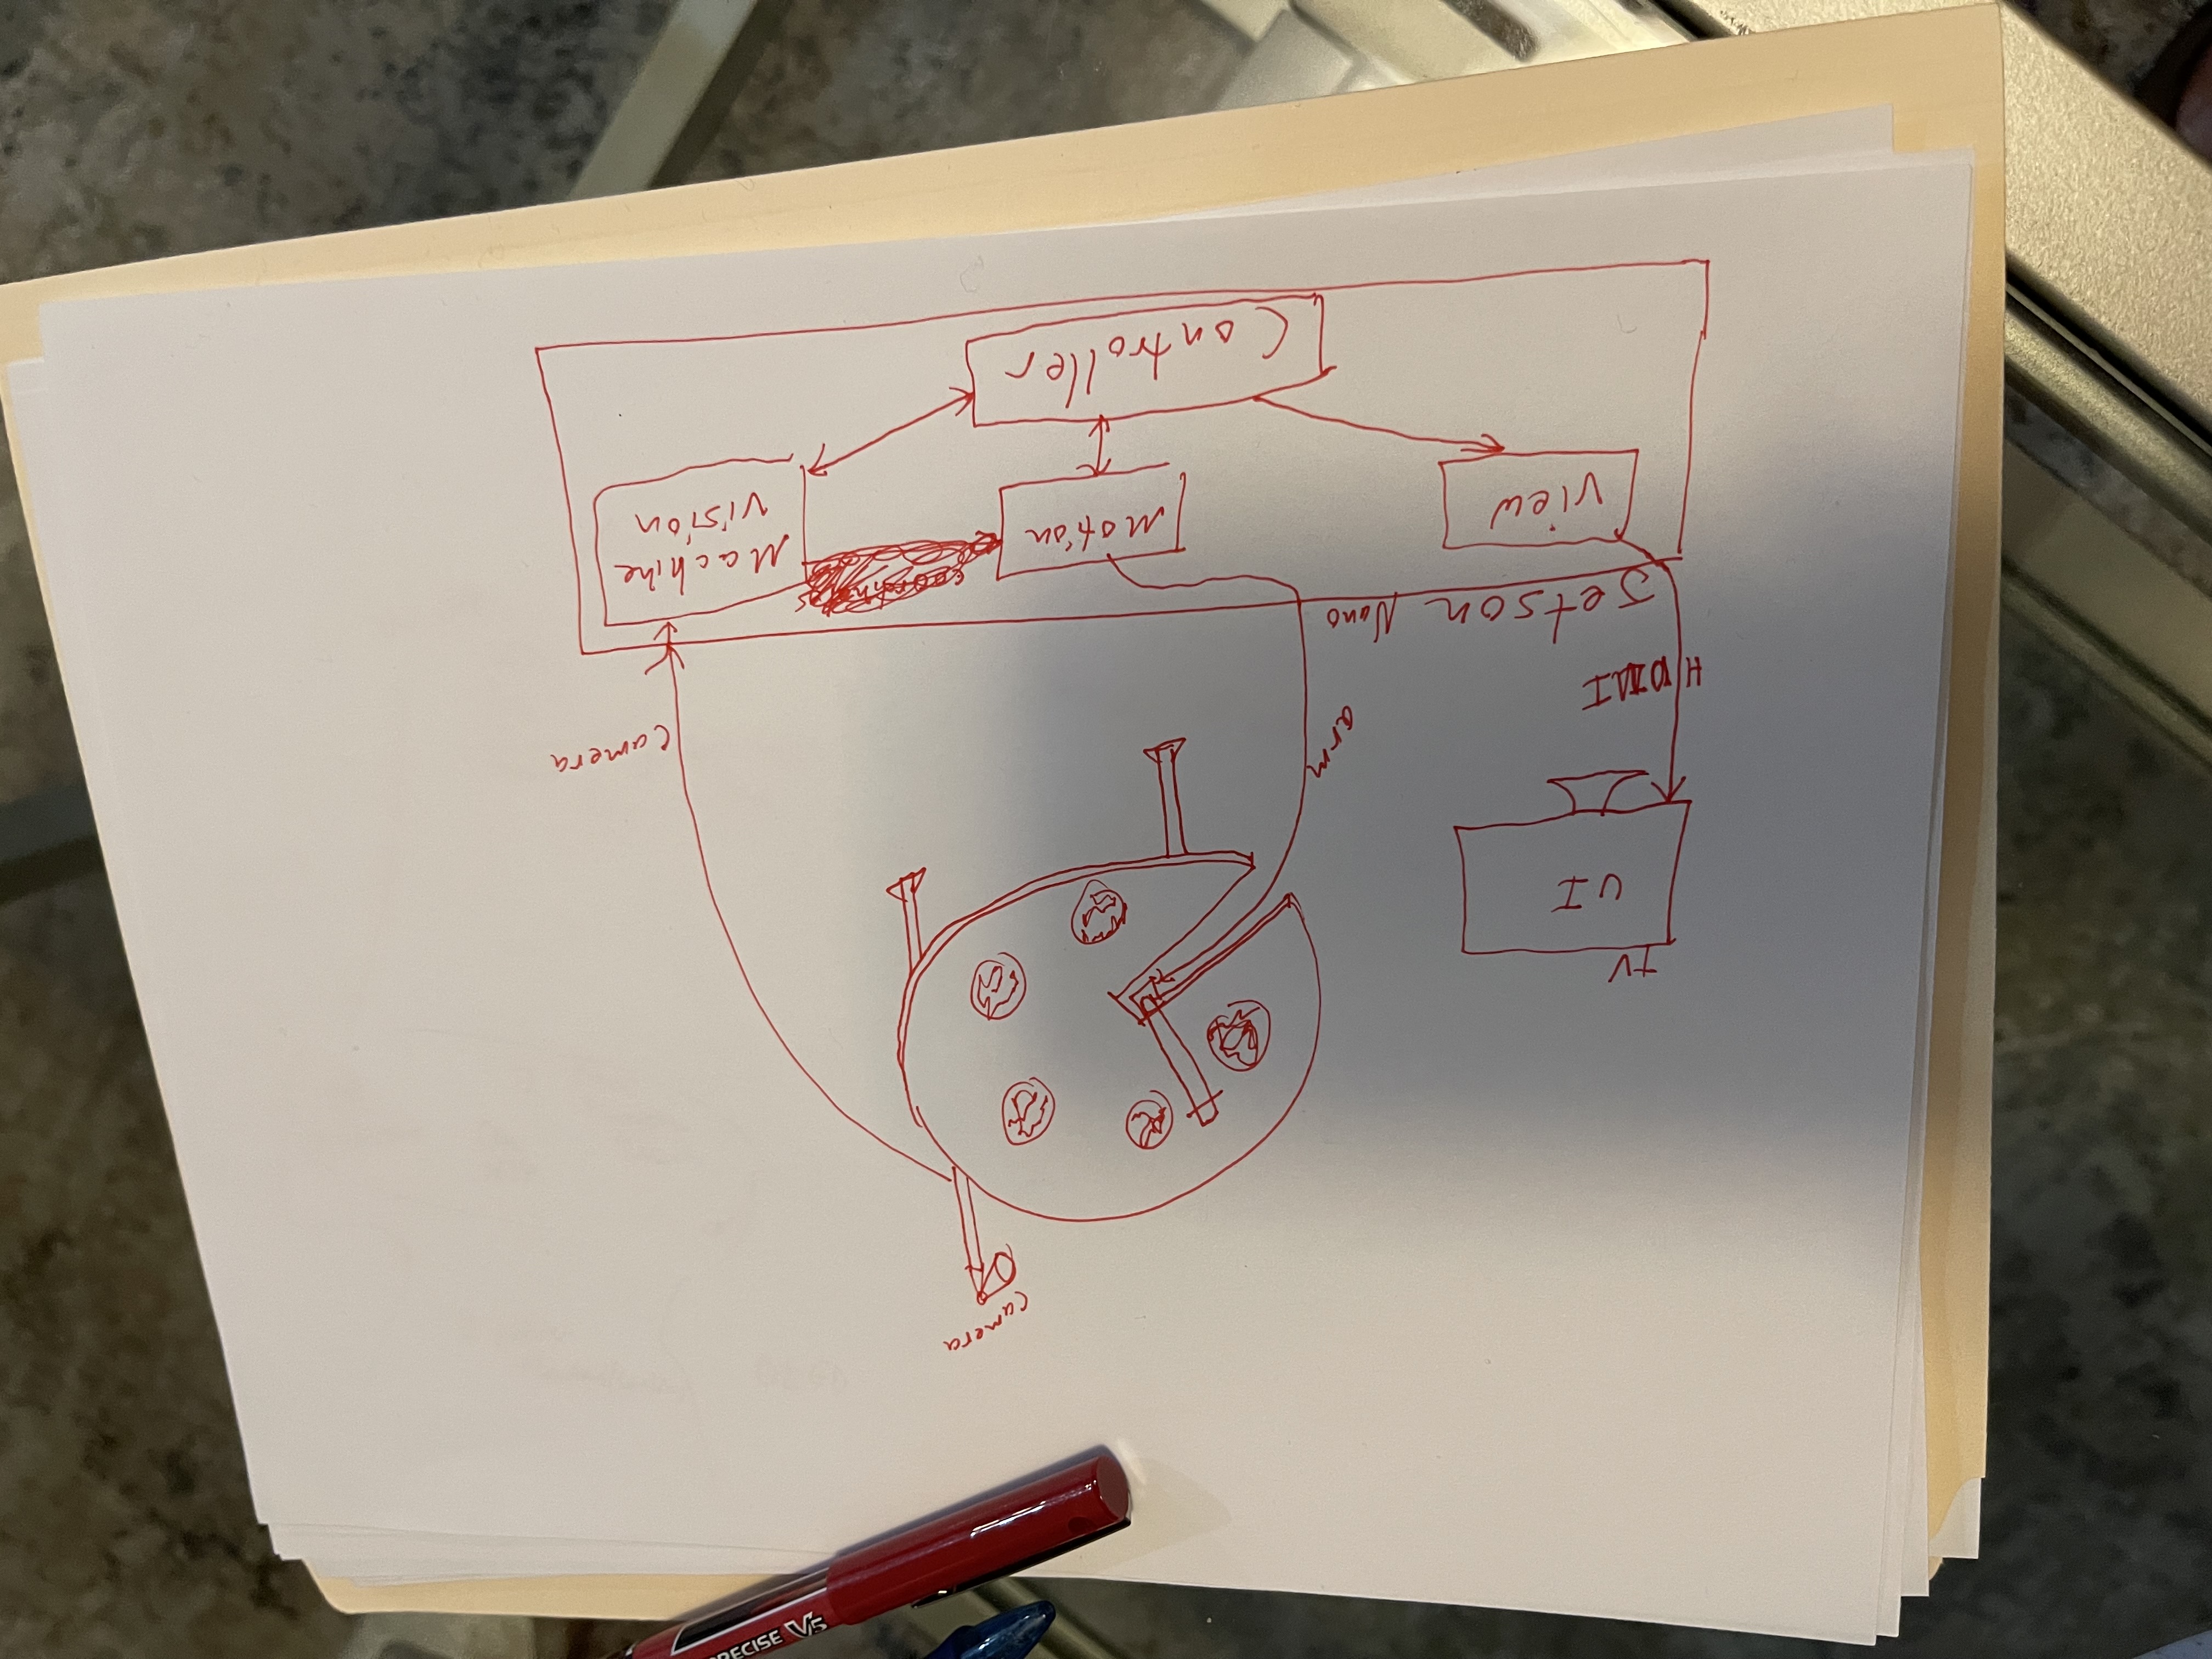 Camera
Camera
TV
UI
arm
HDMI
Jetson Nano
Machine
Vision
Motion
View
Controller
PRECISE V5